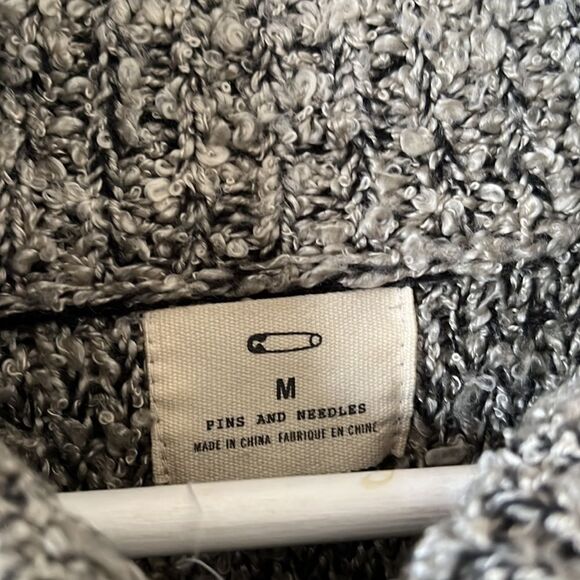 M
PINS AND NEEDLES
MADE IN CHINA FABRIQUE EN CHINE